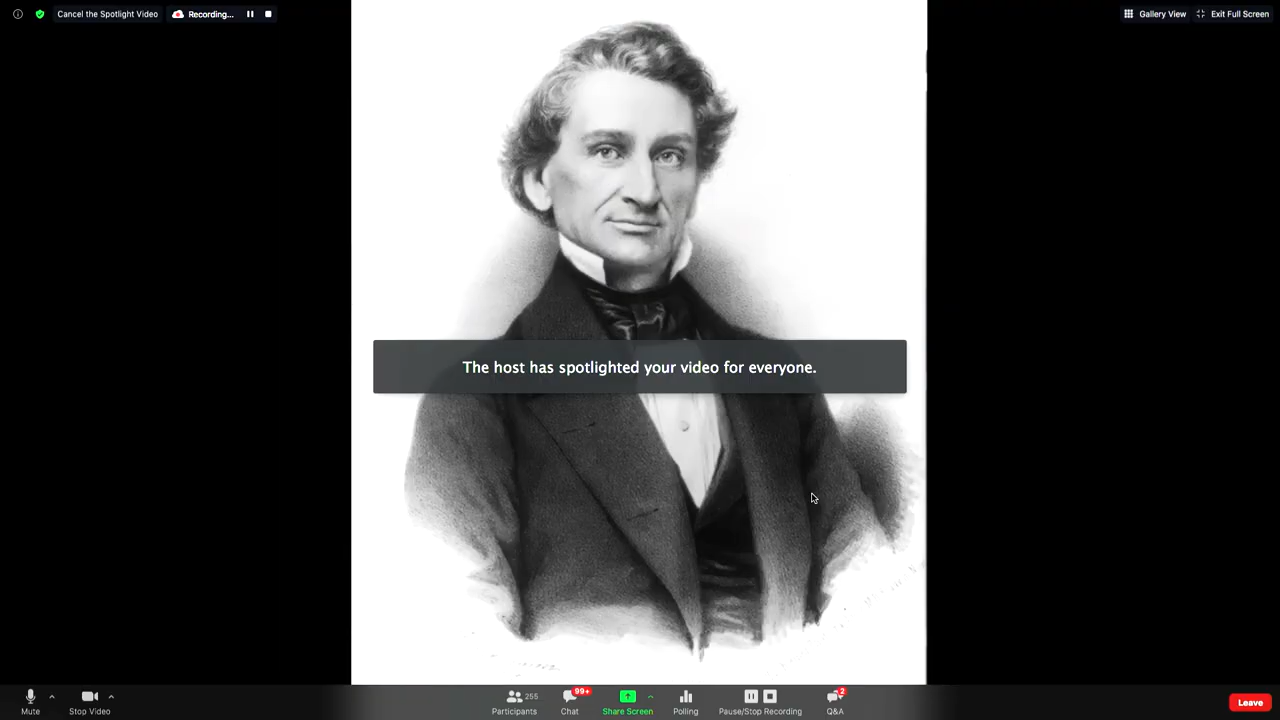 Cancel the Spotlight Video
Recording...
Gallery View
Exit Full Screen
The host has spotlighted your video for everyone.
255
99+
2
Mute
Stop Video
Participants
Chat
Share Screen
Polling
Pause/Stop Recording
Q&A
Leave